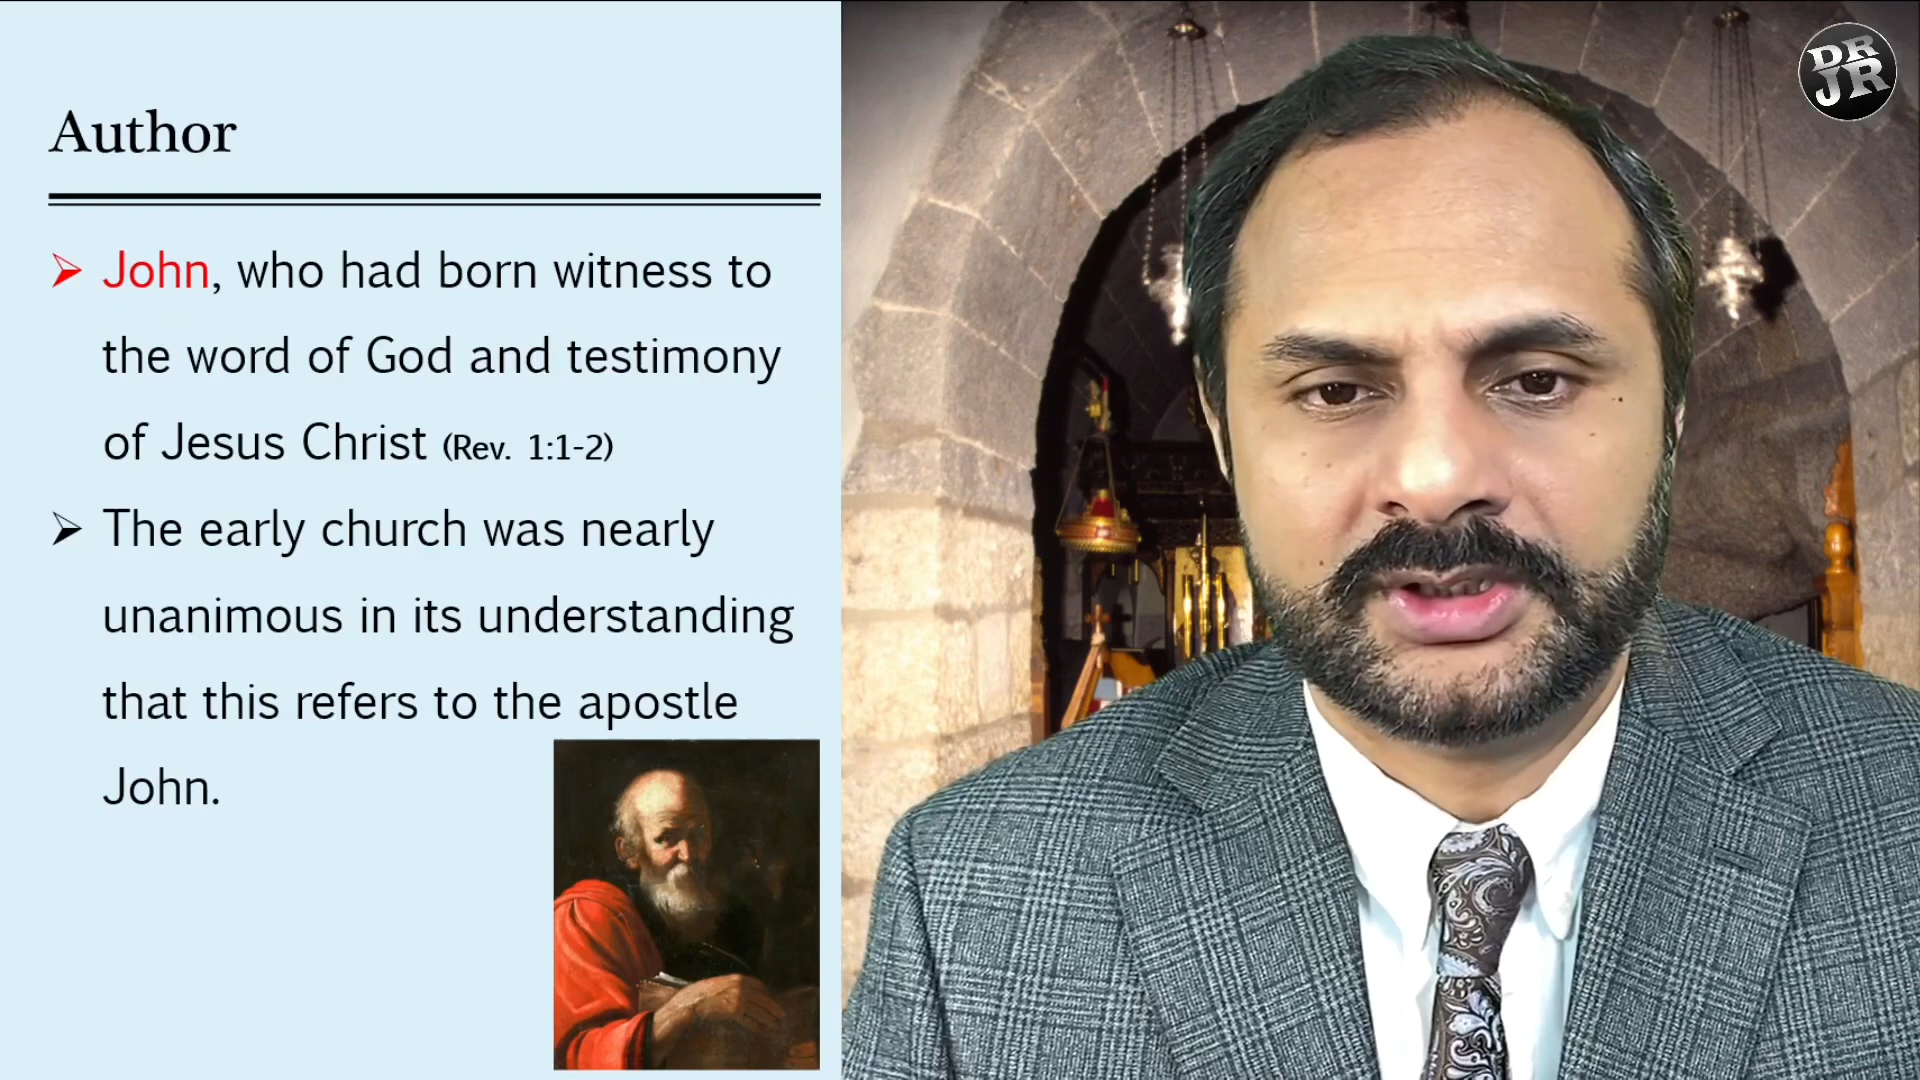 Author
➢ John, who had born witness to
the word of God and testimony
of Jesus Christ (Rev. 1:1-2)
➢ The early church was nearly
unanimous in its understanding
that this refers to the apostle
John.
DR
JR